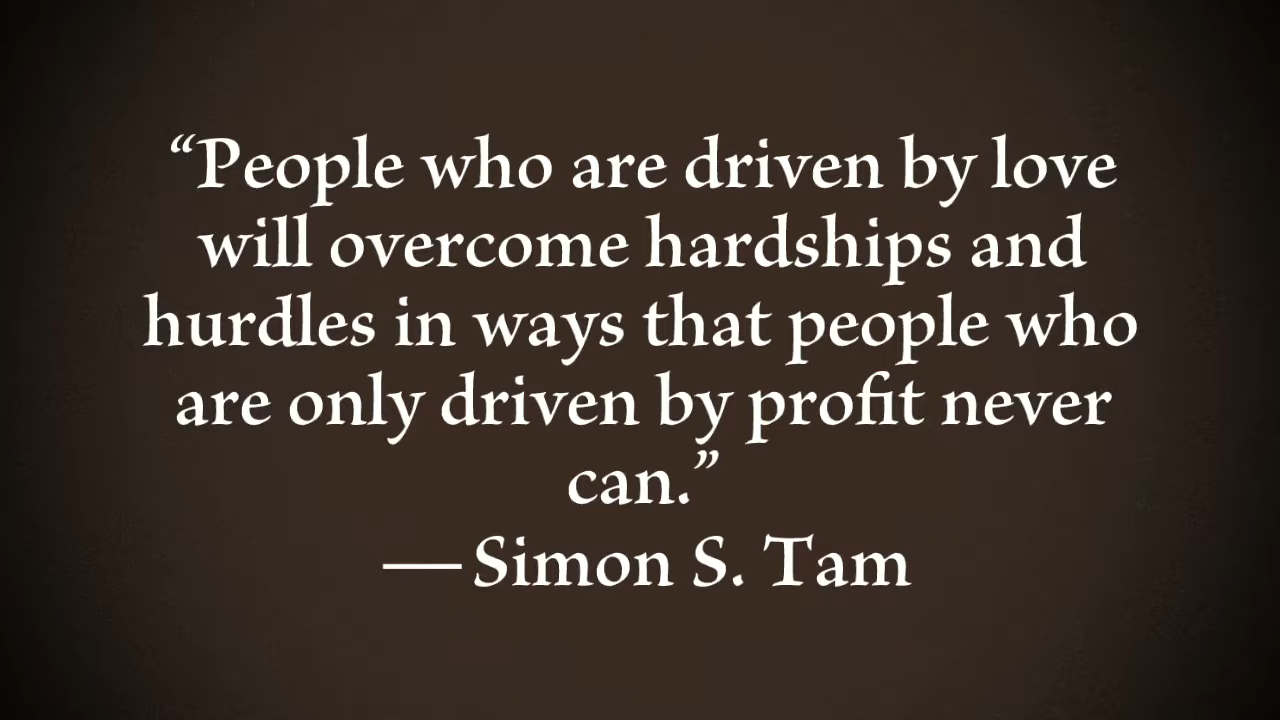 “People who are driven by love
will overcome hardships and
hurdles in ways that people who
are only driven by profit never
can.”
—Simon S. Tam